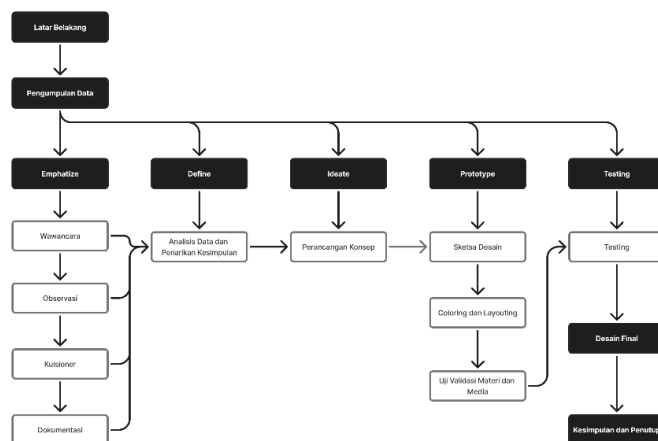 Latar Belakang
Pengumpulan Data
Emphatize
Define
Ideate
Prototype
Testing
Wawancara
Analisis Data dan
Penarikan Kesimpulan
Perancangan Konsep
Sketsa Desain
Testing
Observasi
Coloring dan Layouting
Desain Final
Kuisioner
Uji Validasi Materi dan
Media
Dokumentasi
Kesimpulan dan Penutup